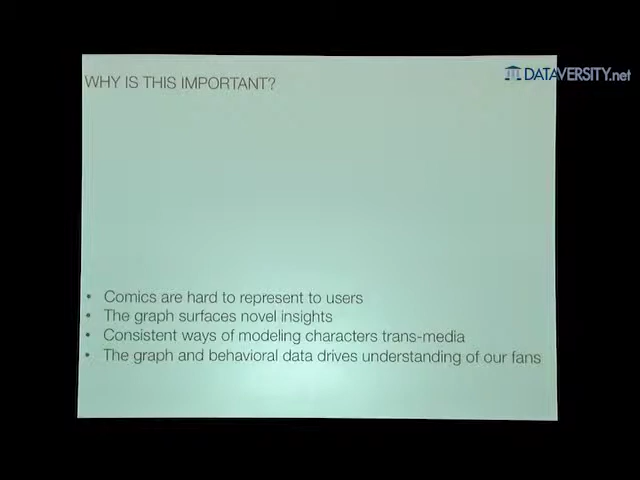 WHY IS THIS IMPORTANT?
DATAVERSITY.net
• Comics are hard to represent to users
• The graph surfaces novel insights
• Consistent ways of modeling characters trans-media
• The graph and behavioral data drives understanding of our fans